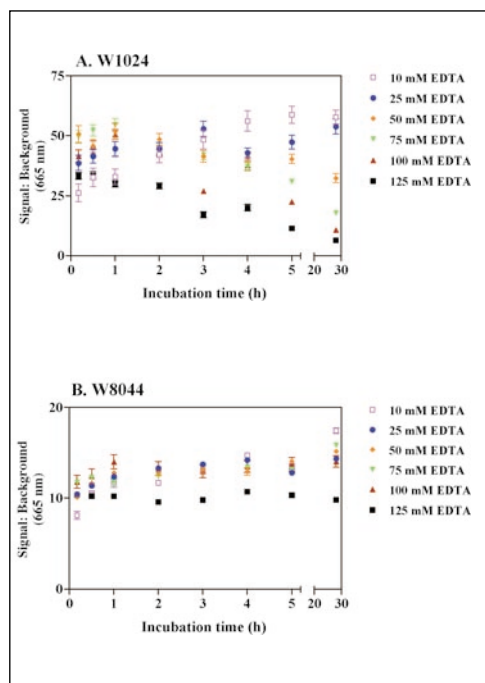 A. W1024
75
50
25
0
Signal: Background
(665 nm)
0
1
2
3
4
5
20
30
Incubation time (h)
10 mM EDTA
25 mM EDTA
50 mM EDTA
75 mM EDTA
100 mM EDTA
125 mM EDTA
B. W8044
20
10
0
Signal: Background
(665 nm)
0
1
2
3
4
5
20
30
Incubation time (h)
10 mM EDTA
25 mM EDTA
50 mM EDTA
75 mM EDTA
100 mM EDTA
125 mM EDTA